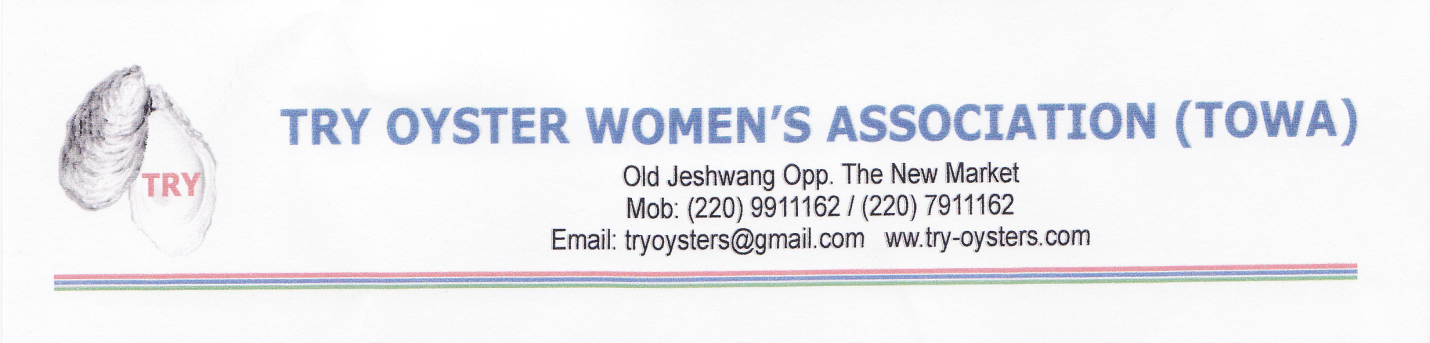 TRY
TRY OYSTER WOMEN'S ASSOCIATION (TOWA)
Old Jeshwang Opp. The New Market
Mob: (220) 9911162 / (220) 7911162
Email: tryoysters@gmail.com ww.try-oysters.com